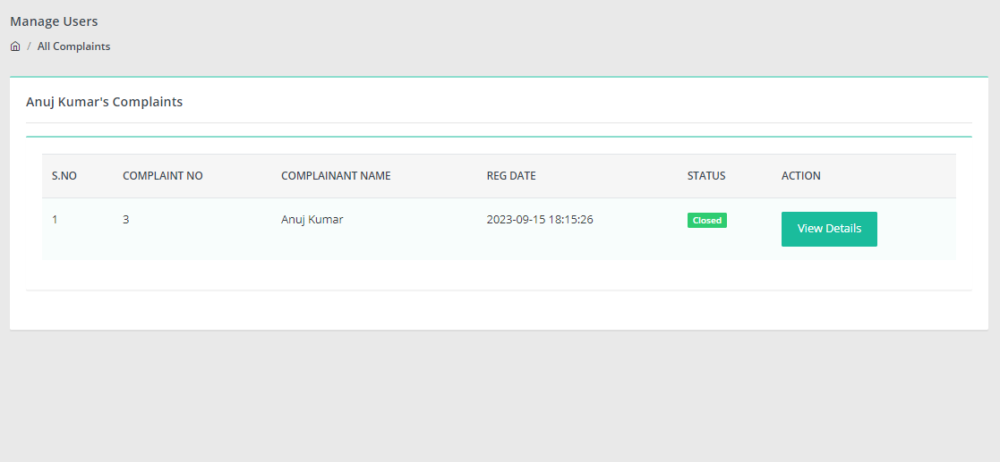 Manage Users
/ All Complaints
Anuj Kumar's Complaints
S.NO COMPLAINT NO COMPLAINANT NAME REG DATE STATUS ACTION
1 3 Anuj Kumar 2023-09-15 18:15:26 Closed View Details